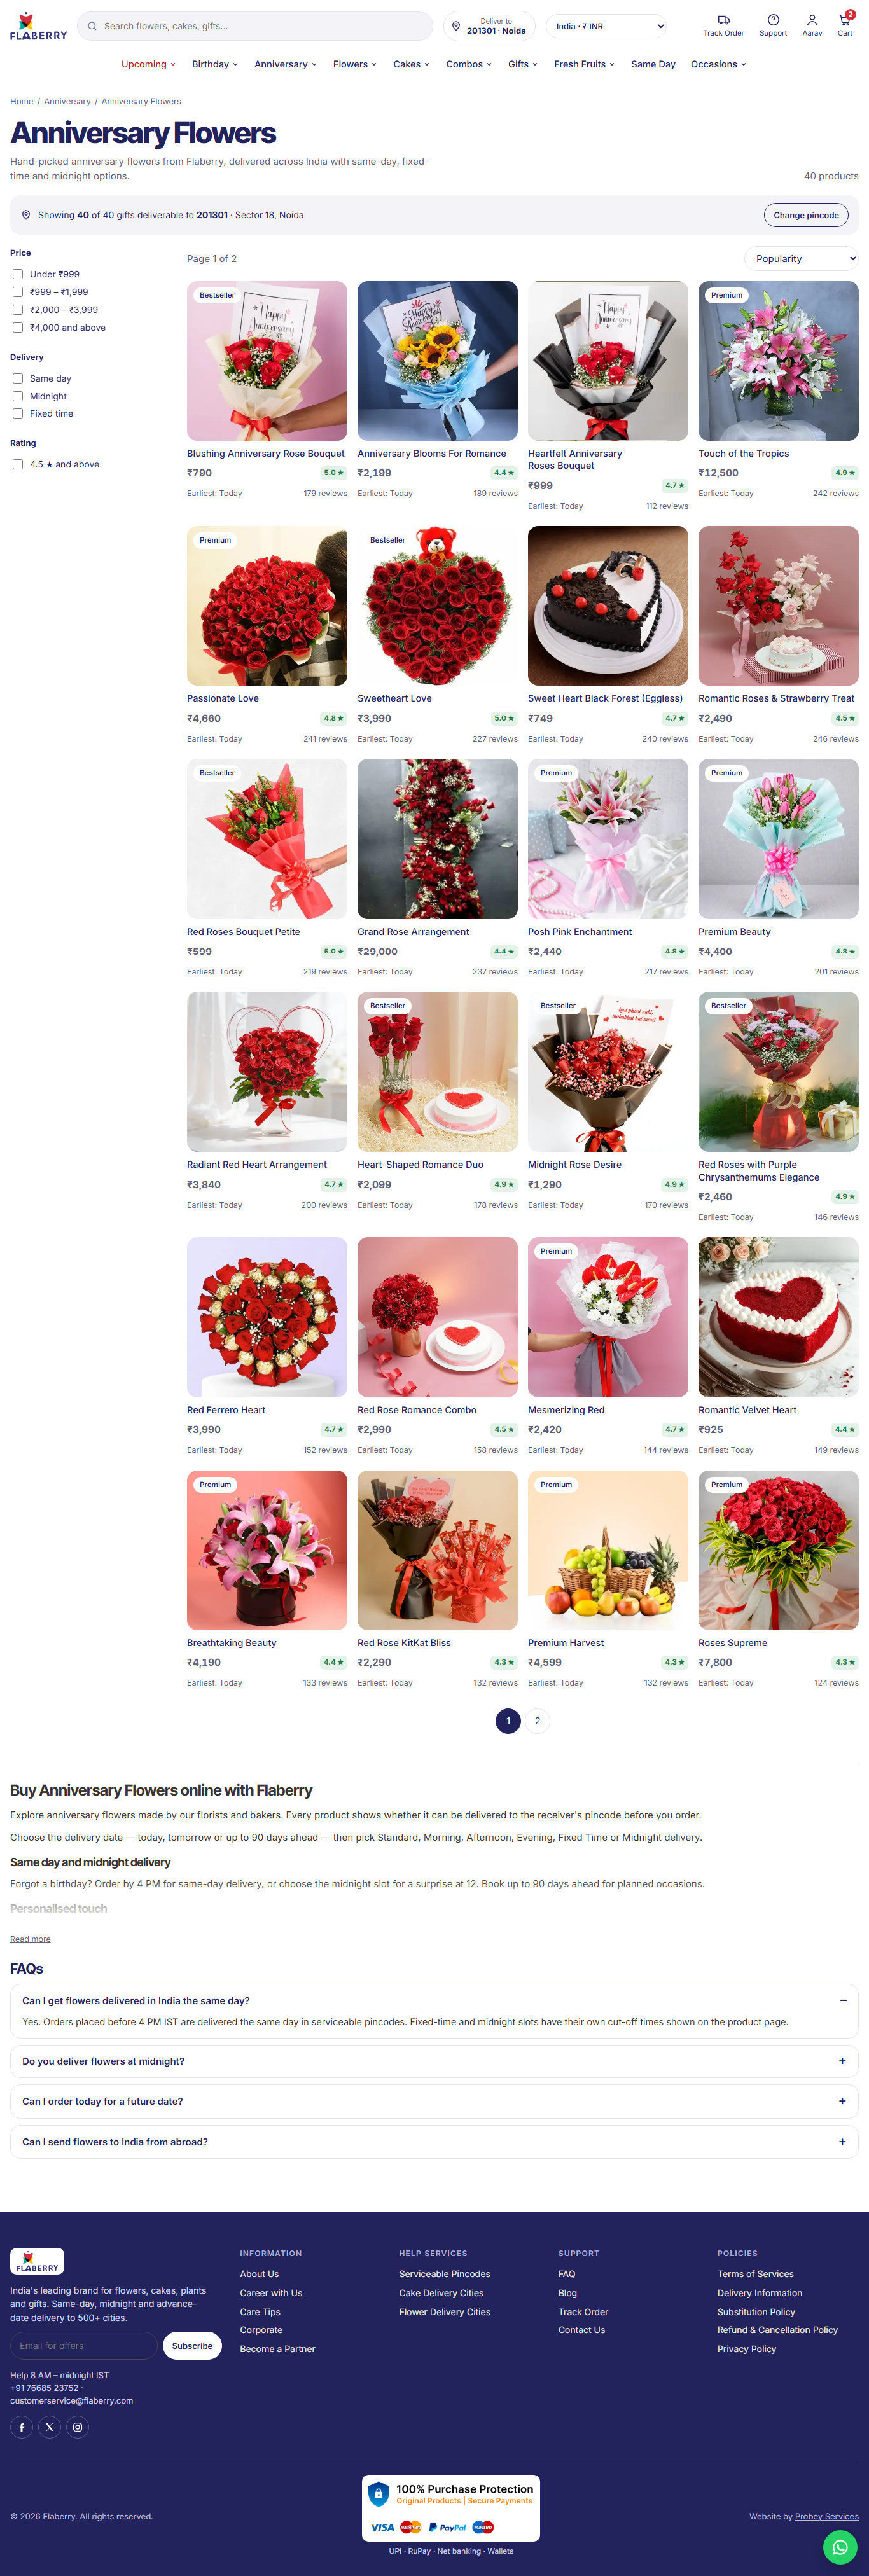 FLABERRY
Search flowers, cakes, gifts...
Deliver to
201301 · Noida
India · ₹ INR
Track Order
Support
Aarav
2
Cart
Upcoming
Birthday
Anniversary
Flowers
Cakes
Combos
Gifts
Fresh Fruits
Same Day
Occasions
Home / Anniversary / Anniversary Flowers
Anniversary Flowers
Hand-picked anniversary flowers from Flaberry, delivered across India with same-day, fixed-
time and midnight options.
40 products
Showing 40 of 40 gifts deliverable to 201301 · Sector 18, Noida
Change pincode
Price
Under ₹999
₹999 – ₹1,999
₹2,000 – ₹3,999
₹4,000 and above
Delivery
Same day
Midnight
Fixed time
Rating
4.5 ★ and above
Page 1 of 2
Popularity
Bestseller
Happy
Anniversary
Blushing Anniversary Rose Bouquet
₹790
5.0 ★
Earliest: Today
179 reviews
Happy
Anniversary
Anniversary Blooms For Romance
₹2,199
4.4 ★
Earliest: Today
189 reviews
Happy
Anniversary
Heartfelt Anniversary
Roses Bouquet
₹999
4.7 ★
Earliest: Today
112 reviews
Premium
Touch of the Tropics
₹12,500
4.9 ★
Earliest: Today
242 reviews
Premium
Passionate Love
₹4,660
4.8 ★
Earliest: Today
241 reviews
Bestseller
Sweetheart Love
₹3,990
5.0 ★
Earliest: Today
227 reviews
Sweet Heart Black Forest (Eggless)
₹749
4.7 ★
Earliest: Today
240 reviews
Romantic Roses & Strawberry Treat
₹2,490
4.5 ★
Earliest: Today
246 reviews
Bestseller
Red Roses Bouquet Petite
₹599
5.0 ★
Earliest: Today
219 reviews
Grand Rose Arrangement
₹29,000
4.4 ★
Earliest: Today
237 reviews
Premium
Posh Pink Enchantment
₹2,440
4.8 ★
Earliest: Today
217 reviews
Premium
Premium Beauty
₹4,400
4.8 ★
Earliest: Today
201 reviews
Radiant Red Heart Arrangement
₹3,840
4.7 ★
Earliest: Today
200 reviews
Bestseller
Heart-Shaped Romance Duo
₹2,099
4.9 ★
Earliest: Today
178 reviews
Bestseller
Midnight Rose Desire
₹1,290
4.9 ★
Earliest: Today
170 reviews
Bestseller
Red Roses with Purple
Chrysanthemums Elegance
₹2,460
4.9 ★
Earliest: Today
146 reviews
Red Ferrero Heart
₹3,990
4.7 ★
Earliest: Today
152 reviews
Red Rose Romance Combo
₹2,990
4.5 ★
Earliest: Today
158 reviews
Premium
Mesmerizing Red
₹2,420
4.7 ★
Earliest: Today
144 reviews
Romantic Velvet Heart
₹925
4.4 ★
Earliest: Today
149 reviews
Premium
Breathtaking Beauty
₹4,190
4.4 ★
Earliest: Today
133 reviews
Red Rose KitKat Bliss
₹2,290
4.3 ★
Earliest: Today
132 reviews
Premium
Premium Harvest
₹4,599
4.3 ★
Earliest: Today
132 reviews
Premium
Roses Supreme
₹7,800
4.3 ★
Earliest: Today
124 reviews
1
2
Buy Anniversary Flowers online with Flaberry
Explore anniversary flowers made by our florists and bakers. Every product shows whether it can be delivered to the receiver's pincode before you order.
Choose the delivery date — today, tomorrow or up to 90 days ahead — then pick Standard, Morning, Afternoon, Evening, Fixed Time or Midnight delivery.
Same day and midnight delivery
Forgot a birthday? Order by 4 PM for same-day delivery, or choose the midnight slot for a surprise at 12. Book up to 90 days ahead for planned occasions.
Personalised touch
Read more
FAQs
Can I get flowers delivered in India the same day?
–
Yes. Orders placed before 4 PM IST are delivered the same day in serviceable pincodes. Fixed-time and midnight slots have their own cut-off times shown on the product page.
Do you deliver flowers at midnight?
+
Can I order today for a future date?
+
Can I send flowers to India from abroad?
+
FLABERRY
India's leading brand for flowers, cakes, plants
and gifts. Same-day, midnight and advance-
date delivery to 500+ cities.
Email for offers
Subscribe
Help 8 AM – midnight IST
+91 76685 23752 ·
customerservice@flaberry.com
INFORMATION
About Us
Career with Us
Care Tips
Corporate
Become a Partner
HELP SERVICES
Serviceable Pincodes
Cake Delivery Cities
Flower Delivery Cities
SUPPORT
FAQ
Blog
Track Order
Contact Us
POLICIES
Terms of Services
Delivery Information
Substitution Policy
Refund & Cancellation Policy
Privacy Policy
© 2026 Flaberry. All rights reserved.
100% Purchase Protection
Original Products | Secure Payments
VISA
MasterCard
PayPal
Maestro
UPI · RuPay · Net banking · Wallets
Website by Probey Services